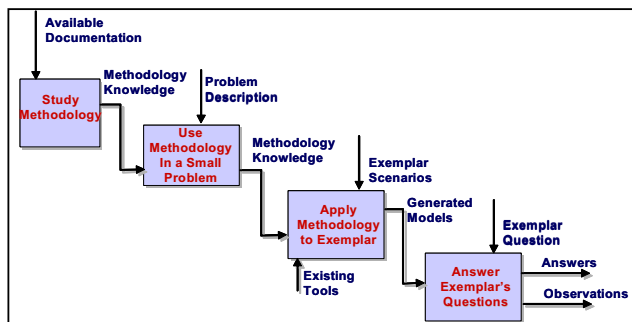 Available
Documentation
Study
Methodology
Methodology
Knowledge
Problem
Description
Use
Methodology
In a Small
Problem
Methodology
Knowledge
Exemplar
Scenarios
Apply
Methodology
to Exemplar
Existing
Tools
Generated
Models
Exemplar
Question
Answer
Exemplar's
Questions
Answers
Observations